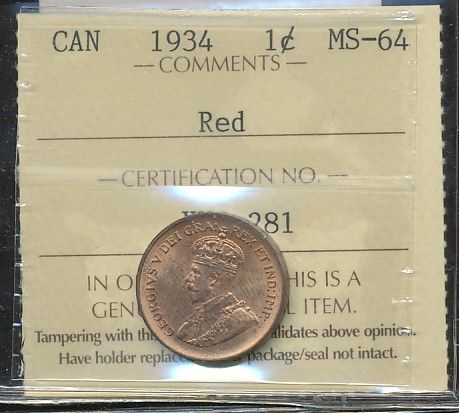 CAN 1934 1¢ MS-64
— COMMENTS —
Red
— CERTIFICATION NO. —
281
GEORGIVS V DEI GRA: REX ET IND: IMP:
IN O HIS IS A
GEN L ITEM.
Tampering with th lidates above opinion.
Have holder replace package/seal not intact.